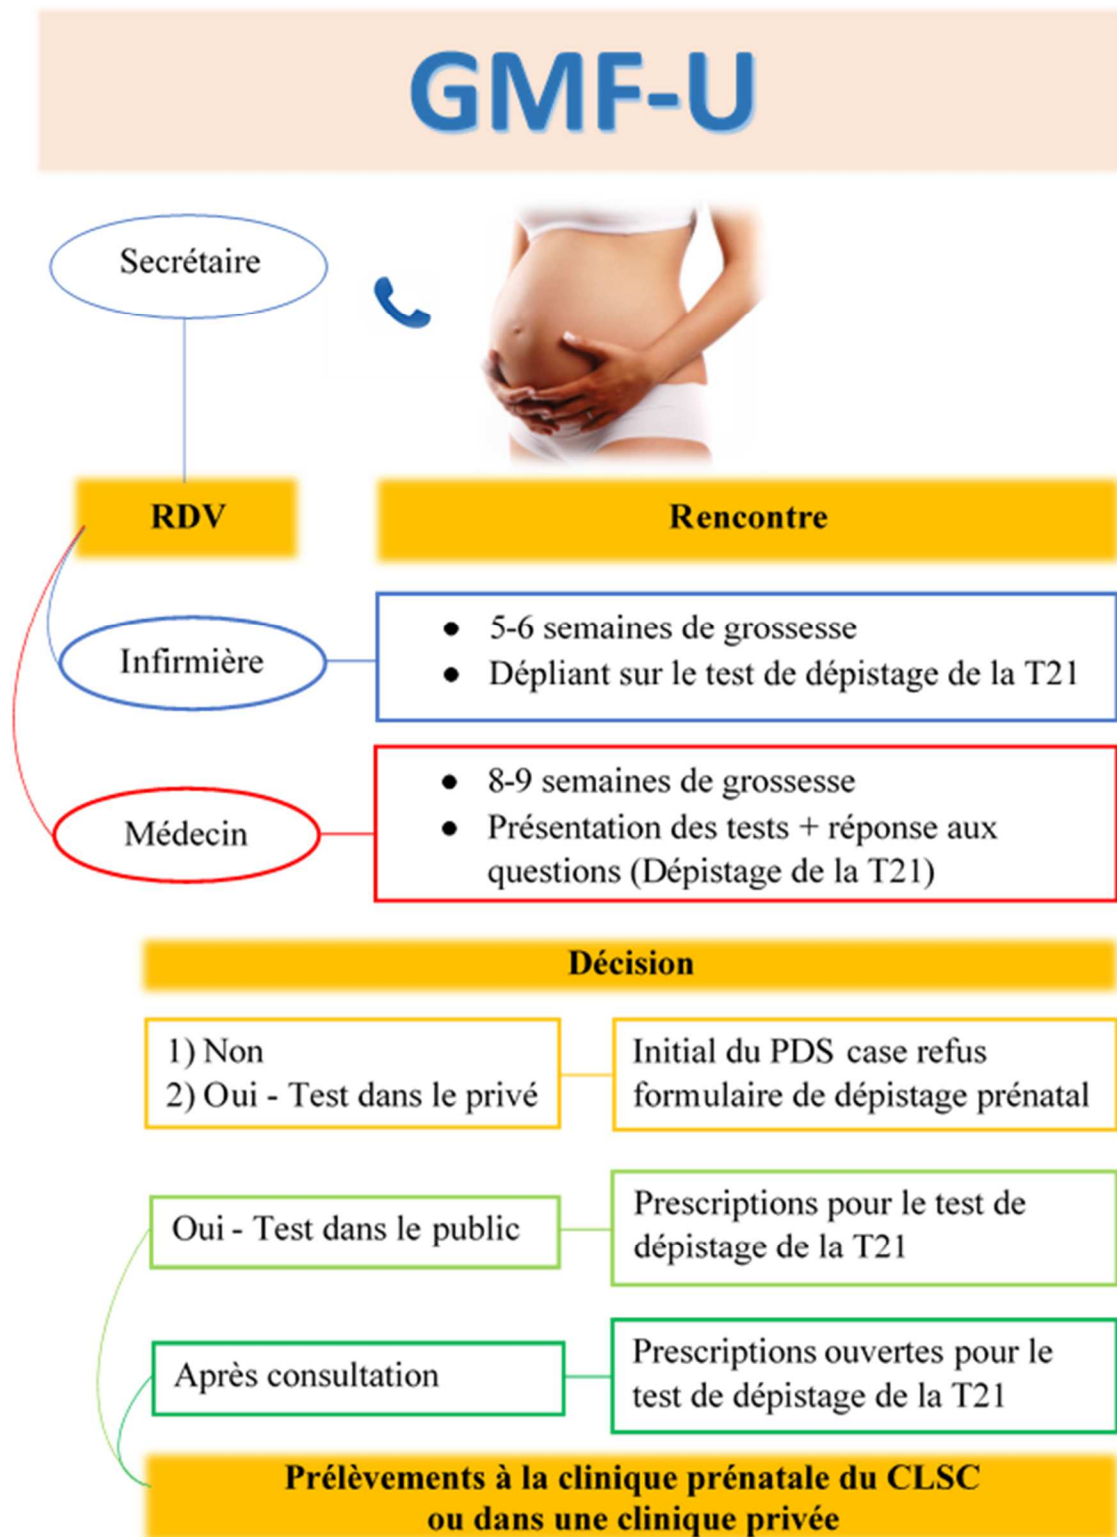 GMF-U
Secrétaire
RDV
Rencontre
Infirmière
• 5-6 semaines de grossesse
• Dépliant sur le test de dépistage de la T21
Médecin
• 8-9 semaines de grossesse
• Présentation des tests + réponse aux
questions (Dépistage de la T21)
Décision
1) Non
2) Oui - Test dans le privé
Initial du PDS case refus
formulaire de dépistage prénatal
Oui - Test dans le public
Prescriptions pour le test de
dépistage de la T21
Après consultation
Prescriptions ouvertes pour le
test de dépistage de la T21
Prélèvements à la clinique prénatale du CLSC
ou dans une clinique privée